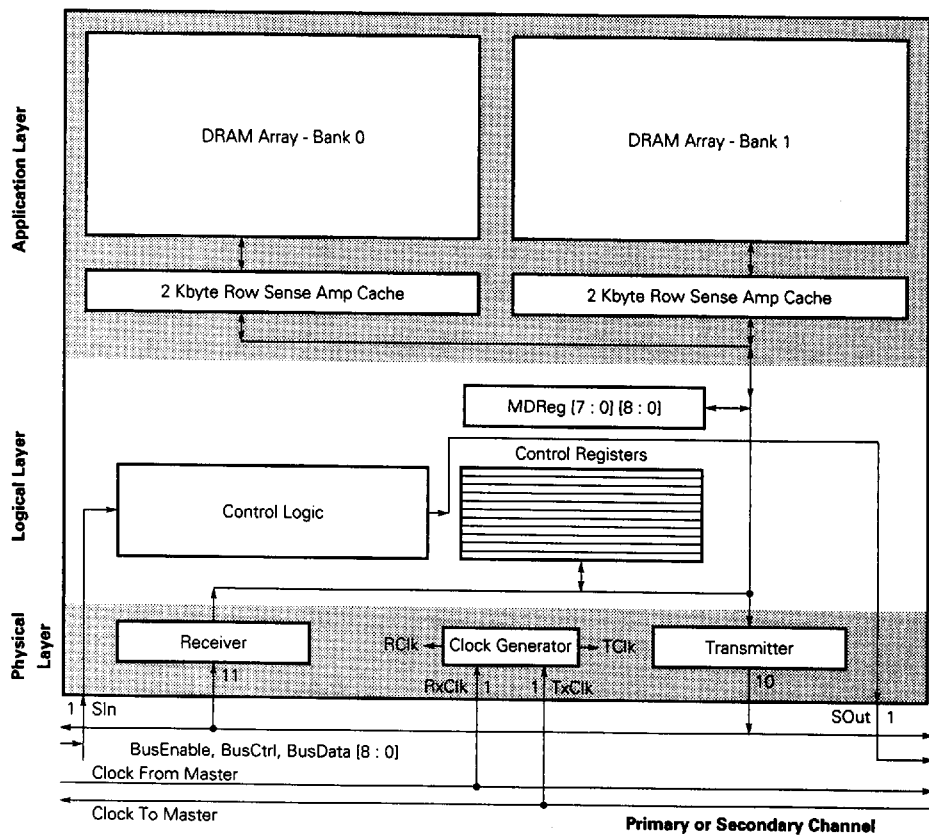 Application Layer
DRAM Array - Bank 0
DRAM Array - Bank 1
2 Kbyte Row Sense Amp Cache
2 Kbyte Row Sense Amp Cache
Logical Layer
MDReg [7 : 0] [8 : 0]
Control Registers
Control Logic
Physical
Layer
Receiver
RClk
Clock Generator
TClk
Transmitter
11
RxClk
1
1
TxClk
10
1
SIn
SOut
1
BusEnable, BusCtrl, BusData [8 : 0]
Clock From Master
Clock To Master
Primary or Secondary Channel